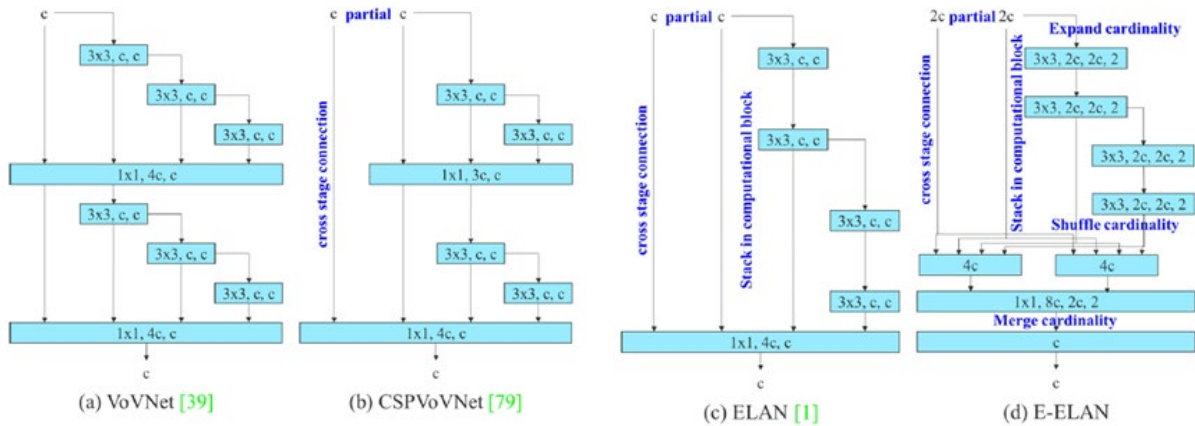 c
3x3, c, c
3x3, c, c
3x3, c, c
1x1, 4c, c
3x3, c, c
3x3, c, c
3x3, c, c
1x1, 4c, c
c
(a) VoVNet [39]
c partial c
cross stage connection
3x3, c, c
3x3, c, c
1x1, 3c, c
3x3, c, c
3x3, c, c
1x1, 4c, c
c
(b) CSPVoVNet [79]
c partial c
cross stage connection
Stack in computational block
3x3, c, c
3x3, c, c
3x3, c, c
3x3, c, c
1x1, 4c, c
c
(c) ELAN [1]
2c partial 2c
Expand cardinality
cross stage connection
Stack in computational block
3x3, 2c, 2c, 2
3x3, 2c, 2c, 2
3x3, 2c, 2c, 2
3x3, 2c, 2c, 2
Shuffle cardinality
4c
4c
1x1, 8c, 2c, 2
Merge cardinality
c
c
(d) E-ELAN